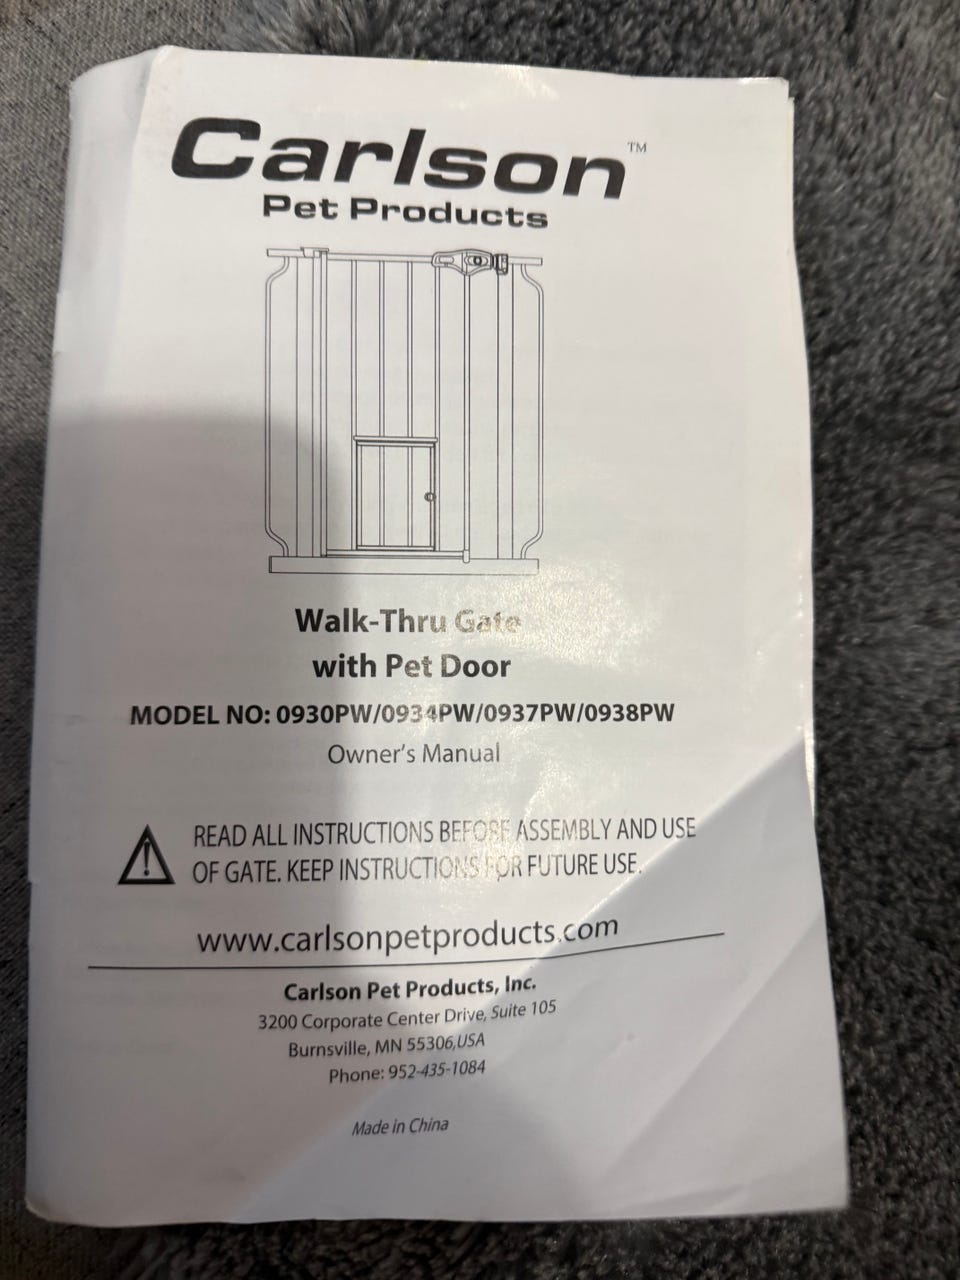 Carlson™
Pet Products
Walk-Thru Gate
with Pet Door
MODEL NO: 0930PW/0934PW/0937PW/0938PW
Owner's Manual
READ ALL INSTRUCTIONS BEFORE ASSEMBLY AND USE
OF GATE. KEEP INSTRUCTIONS FOR FUTURE USE.
www.carlsonpetproducts.com
Carlson Pet Products, Inc.
3200 Corporate Center Drive, Suite 105
Burnsville, MN 55306,USA
Phone: 952-435-1084
Made in China